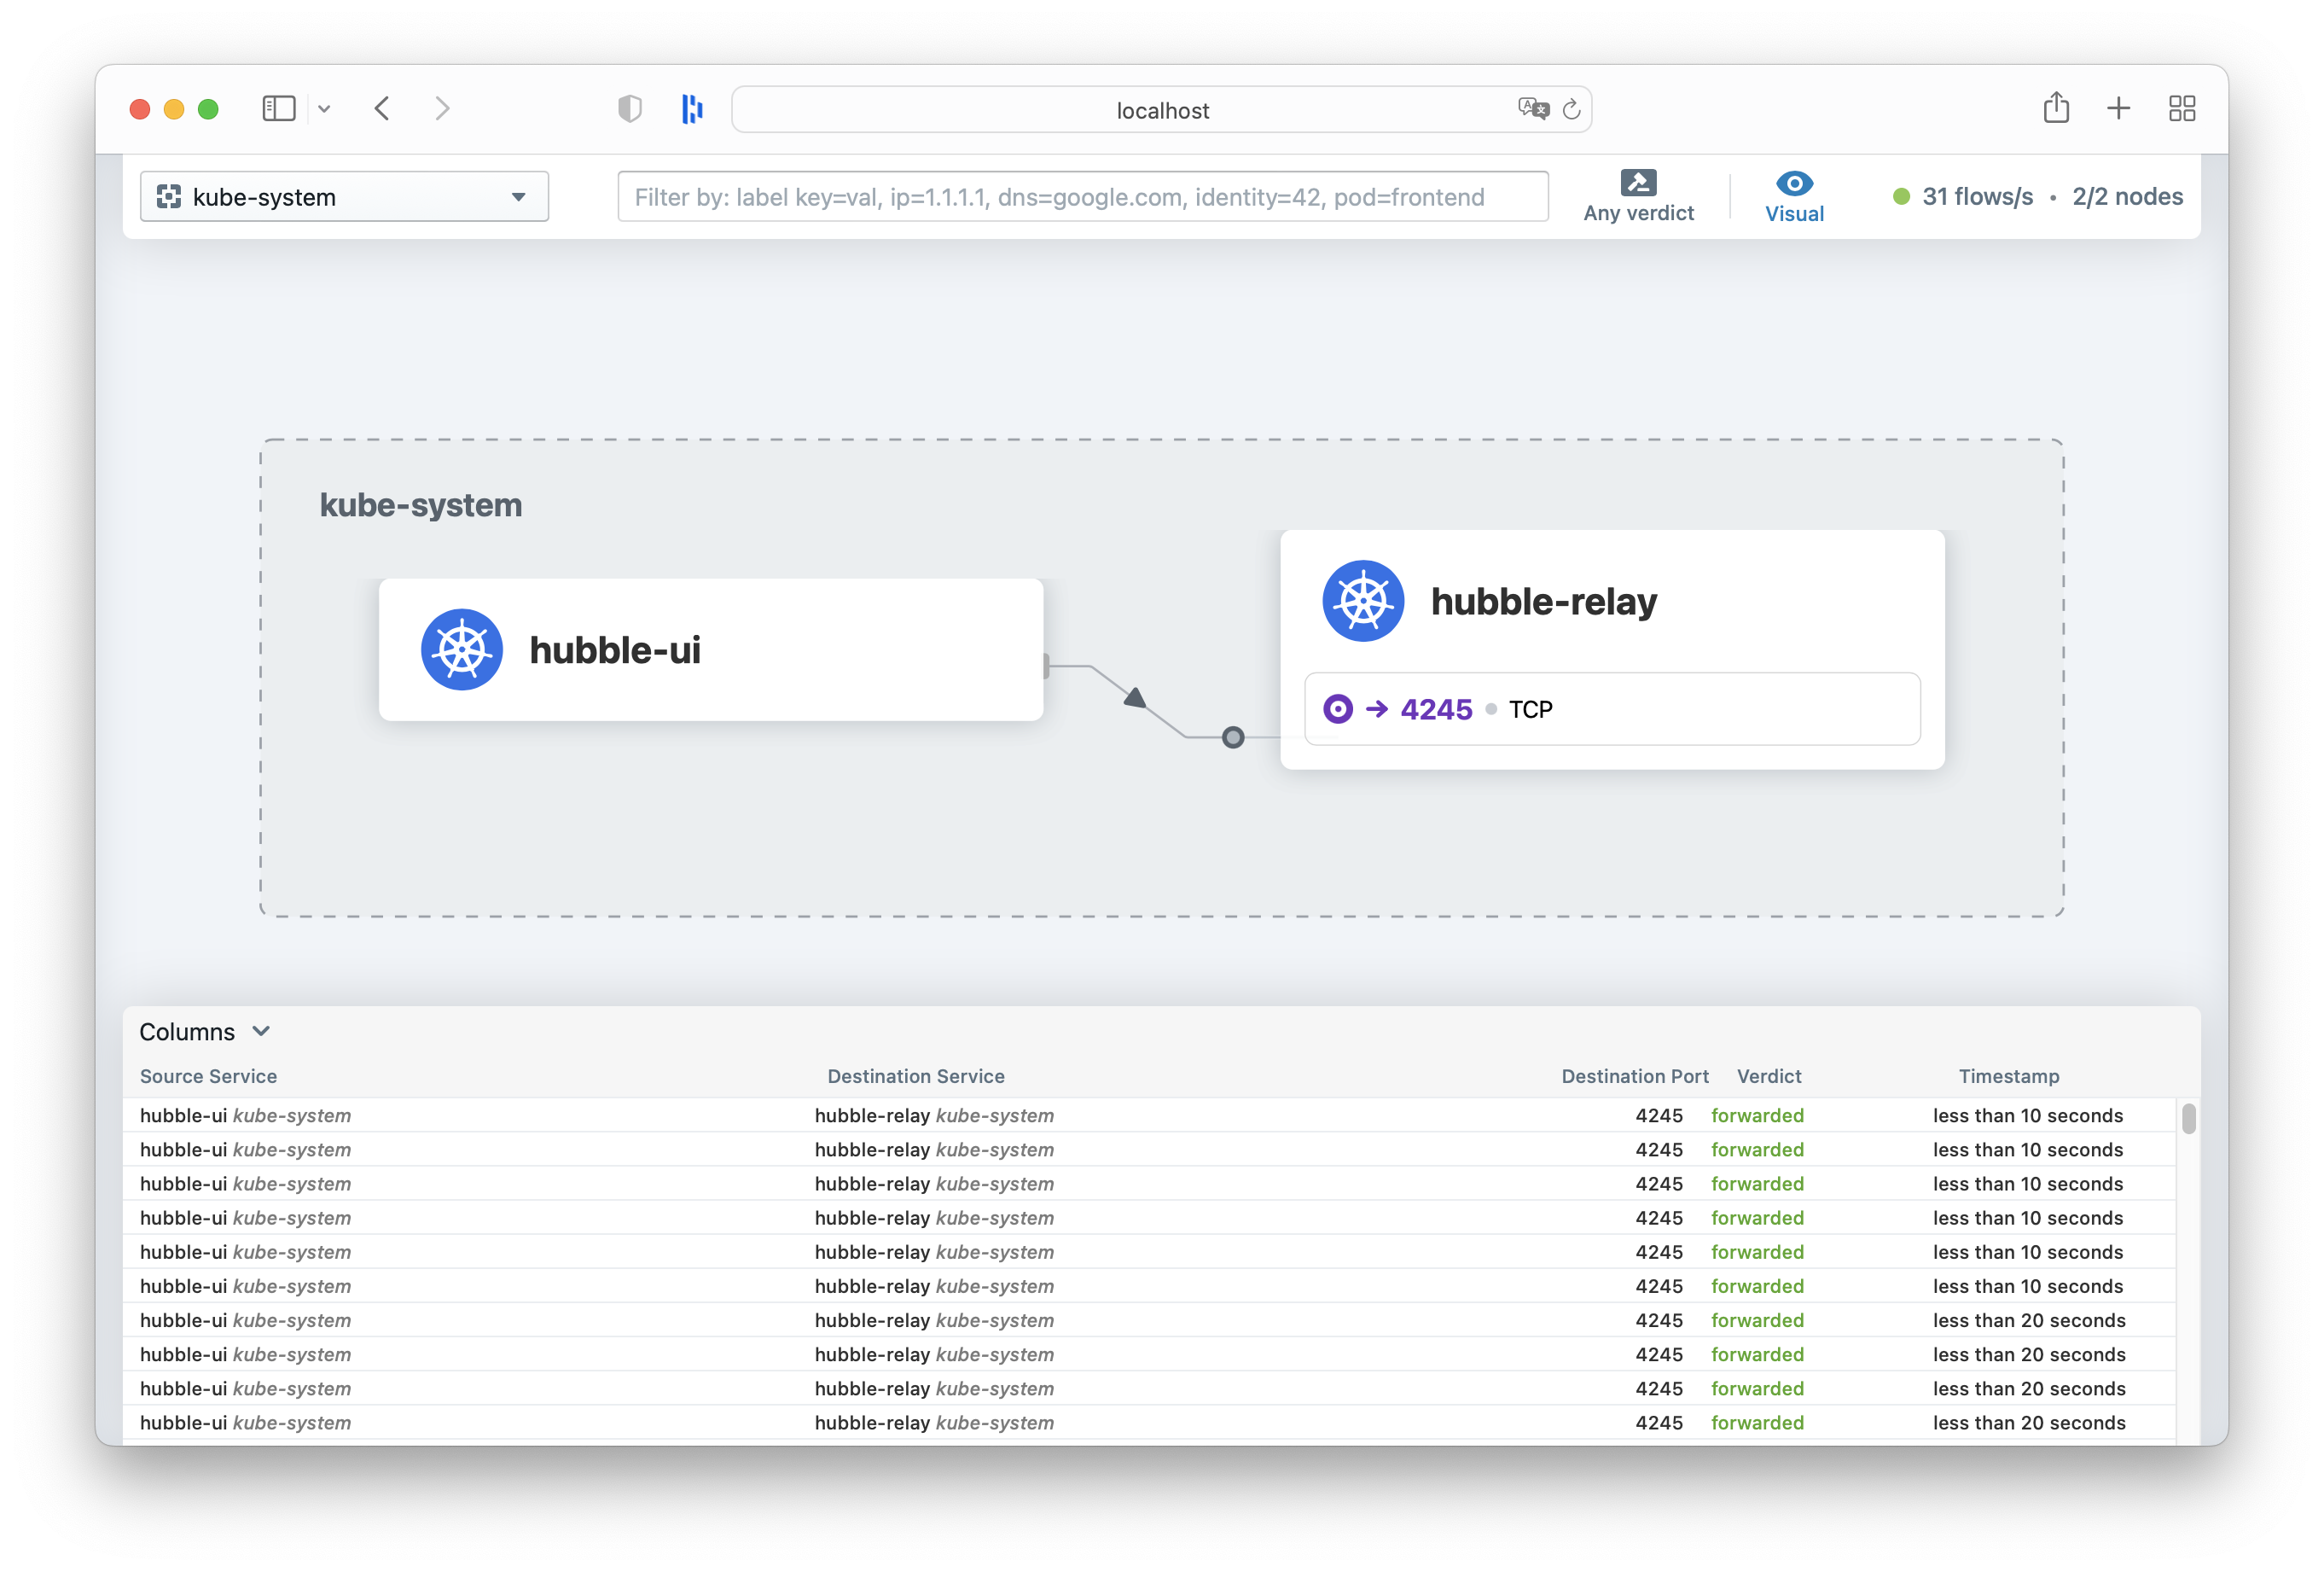 localhost
kube-system
Filter by: label key=val, ip=1.1.1.1, dns=google.com, identity=42, pod=frontend
Any verdict
Visual
31 flows/s • 2/2 nodes
kube-system
hubble-ui
hubble-relay
4245 TCP
Columns
Source Service Destination Service Destination Port Verdict Timestamp
hubble-ui kube-system hubble-relay kube-system 4245 forwarded less than 10 seconds
hubble-ui kube-system hubble-relay kube-system 4245 forwarded less than 10 seconds
hubble-ui kube-system hubble-relay kube-system 4245 forwarded less than 10 seconds
hubble-ui kube-system hubble-relay kube-system 4245 forwarded less than 10 seconds
hubble-ui kube-system hubble-relay kube-system 4245 forwarded less than 10 seconds
hubble-ui kube-system hubble-relay kube-system 4245 forwarded less than 10 seconds
hubble-ui kube-system hubble-relay kube-system 4245 forwarded less than 20 seconds
hubble-ui kube-system hubble-relay kube-system 4245 forwarded less than 20 seconds
hubble-ui kube-system hubble-relay kube-system 4245 forwarded less than 20 seconds
hubble-ui kube-system hubble-relay kube-system 4245 forwarded less than 20 seconds